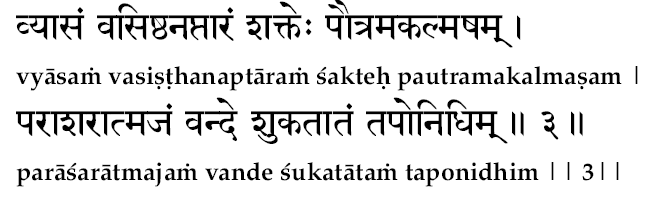 व्यासं वसिष्ठनप्तारं शक्तेः पौत्रमकल्मषम् ।
vyāsaṁ vasiṣṭhanaptāraṁ śakteḥ pautramakalmaṣam |
पराशरात्मजं वन्दे शुकतातं तपोनिधिम् ॥ ३ ॥
parāśarātmajaṁ vande śukatātaṁ taponidhim || 3||